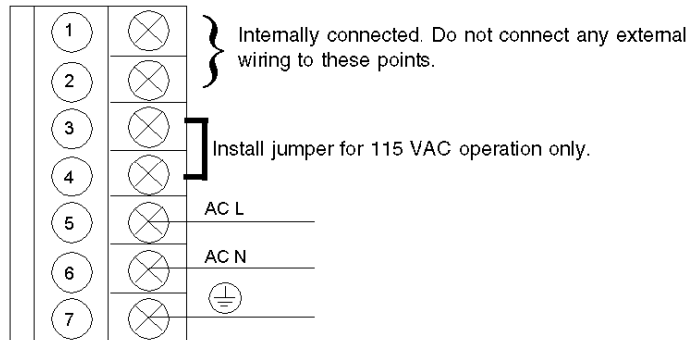 1
Internally connected. Do not connect any external
wiring to these points.
2
3
Install jumper for 115 VAC operation only.
4
AC L
5
AC N
6
7